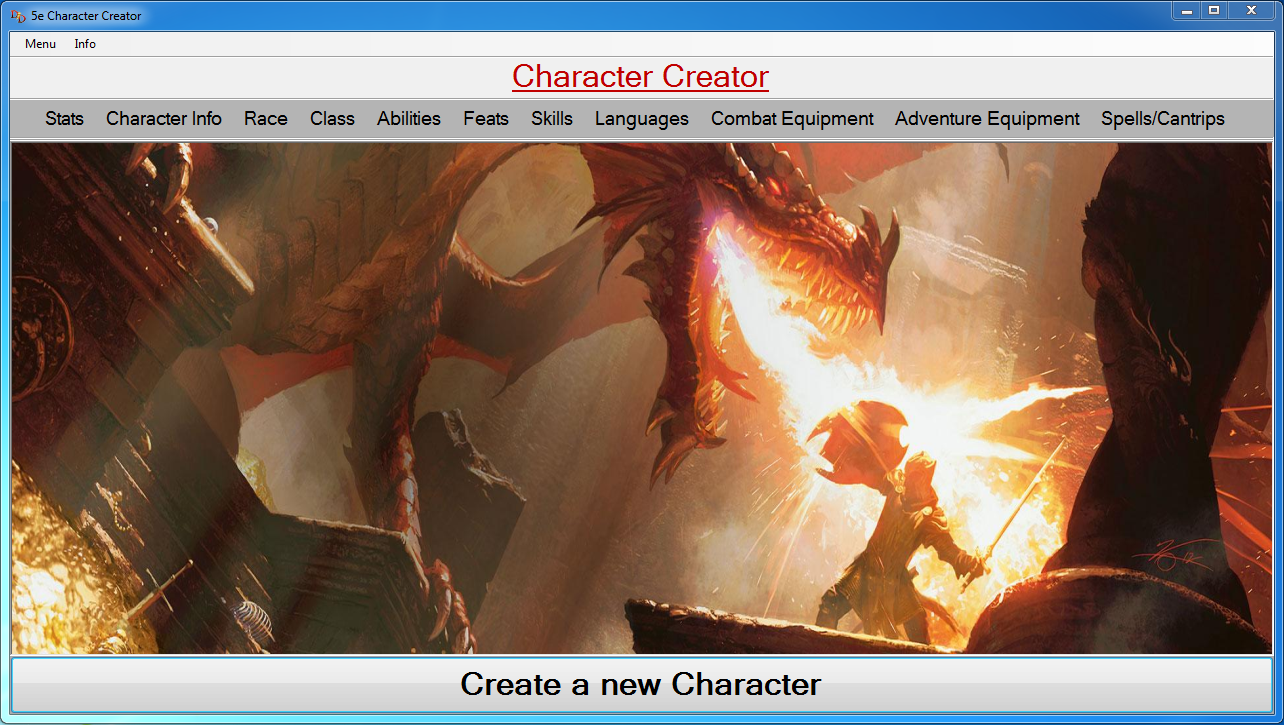 5e Character Creator
Menu Info
Character Creator
Stats Character Info Race Class Abilities Feats Skills Languages Combat Equipment Adventure Equipment Spells/Cantrips
Create a new Character